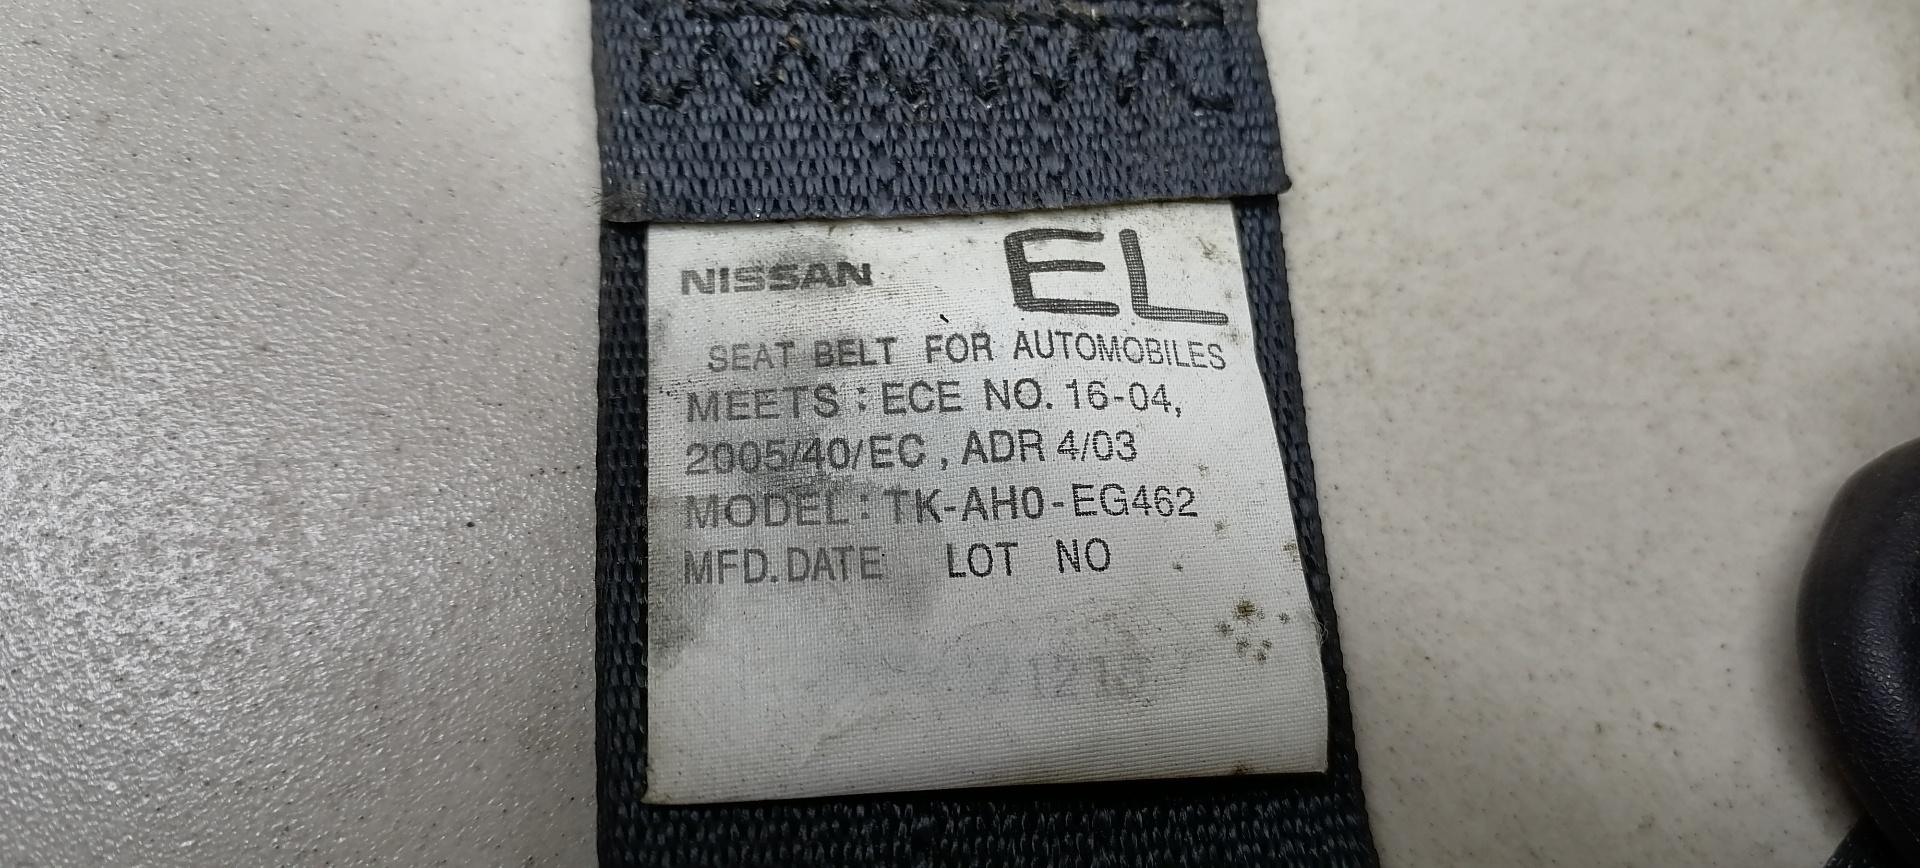 NISSAN EL
SEAT BELT FOR AUTOMOBILES
MEETS : ECE NO. 16-04,
2005/40/EC , ADR 4/03
MODEL : TK-AH0-EG462
MFD. DATE LOT NO